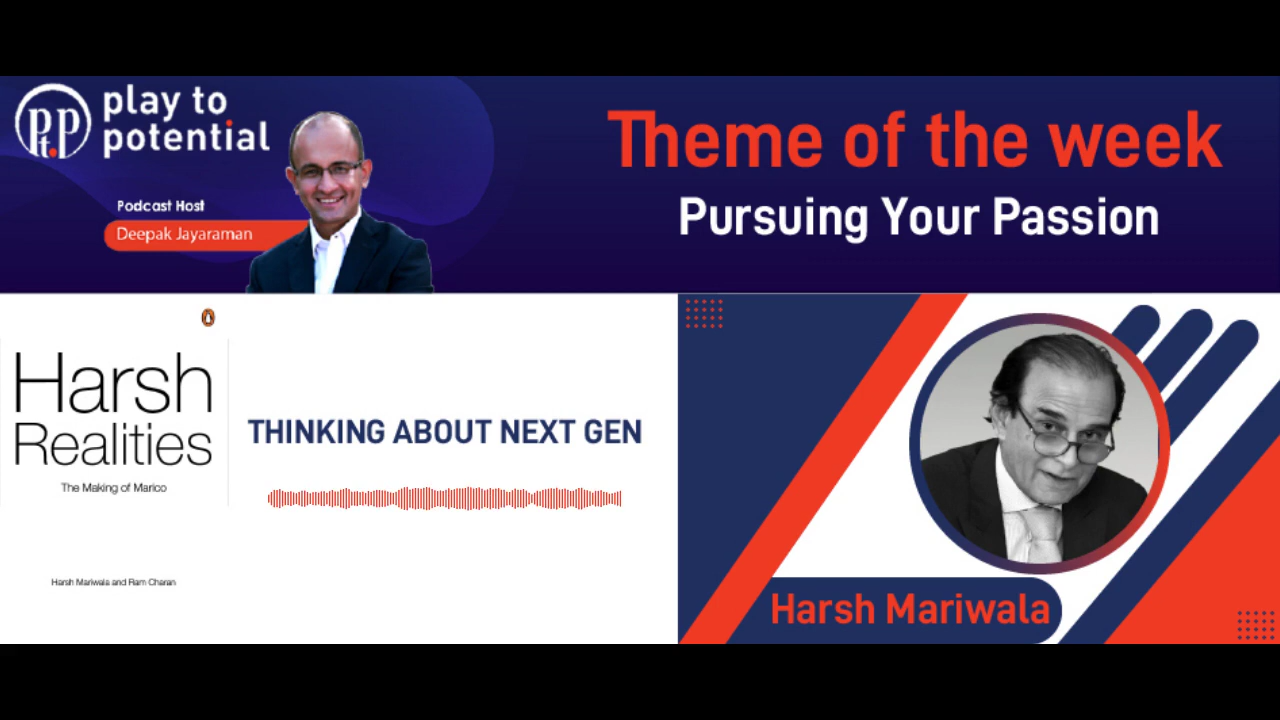 play to
potential
Pt.P
Podcast Host
Deepak Jayaraman
Theme of the week
Pursuing Your Passion
Harsh
Realities
The Making of Marico
Harsh Mariwala and Ram Charan
THINKING ABOUT NEXT GEN
Harsh Mariwala